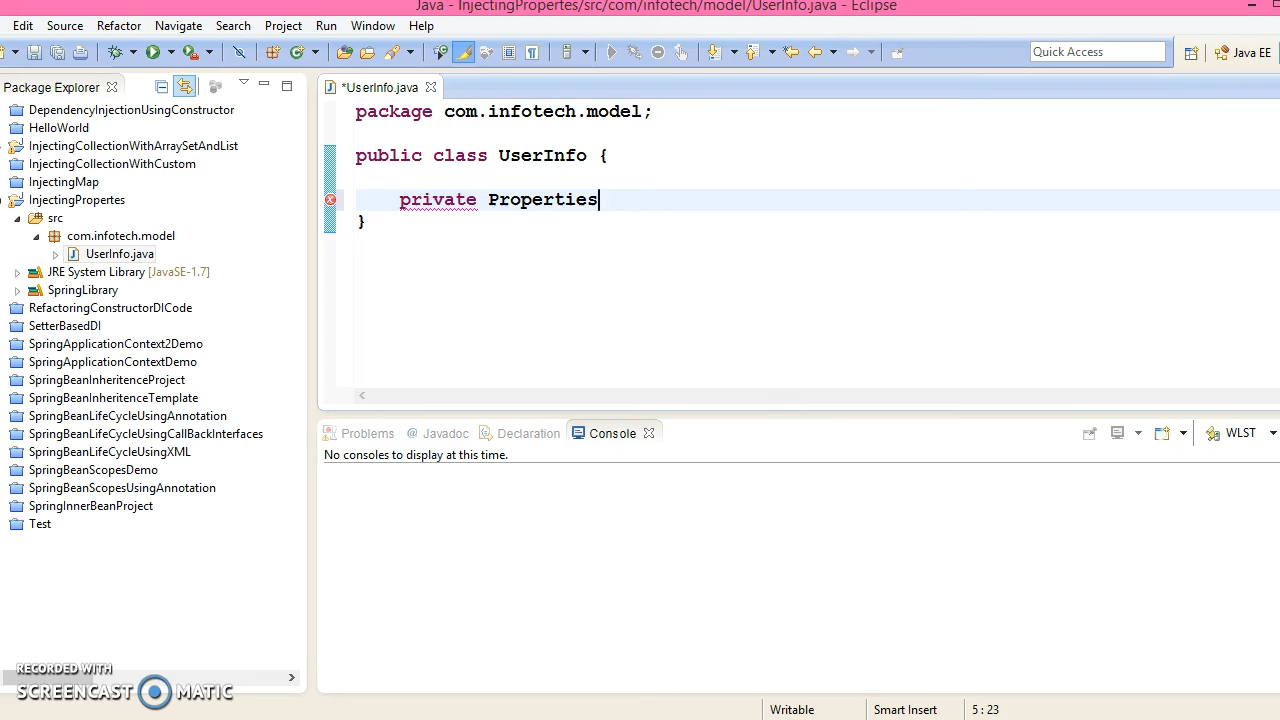 Java - InjectingPropertes/src/com/infotech/model/UserInfo.java - Eclipse
Edit Source Refactor Navigate Search Project Run Window Help
Quick Access
Java EE
Package Explorer
*UserInfo.java
DependencyInjectionUsingConstructor
HelloWorld
InjectingCollectionWithArraySetAndList
InjectingCollectionWithCustom
InjectingMap
InjectingPropertes
src
com.infotech.model
UserInfo.java
JRE System Library [JavaSE-1.7]
SpringLibrary
RefactoringConstructorDICode
SetterBasedDI
SpringApplicationContext2Demo
SpringApplicationContextDemo
SpringBeanInheritenceProject
SpringBeanInheritenceTemplate
SpringBeanLifeCycleUsingAnnotation
SpringBeanLifeCycleUsingCallBackInterfaces
SpringBeanLifeCycleUsingXML
SpringBeanScopesDemo
SpringBeanScopesUsingAnnotation
SpringInnerBeanProject
Test
package com.infotech.model;
public class UserInfo {
private Properties
}
Problems @ Javadoc Declaration Console
WLST
No consoles to display at this time.
RECORDED WITH
SCREENCAST MATIC
Writable Smart Insert 5 : 23